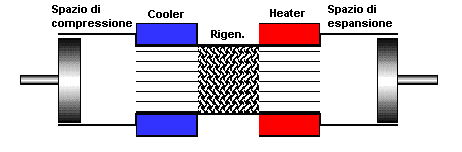 Spazio di
compressione
Cooler
Rigen.
Heater
Spazio di
espansione